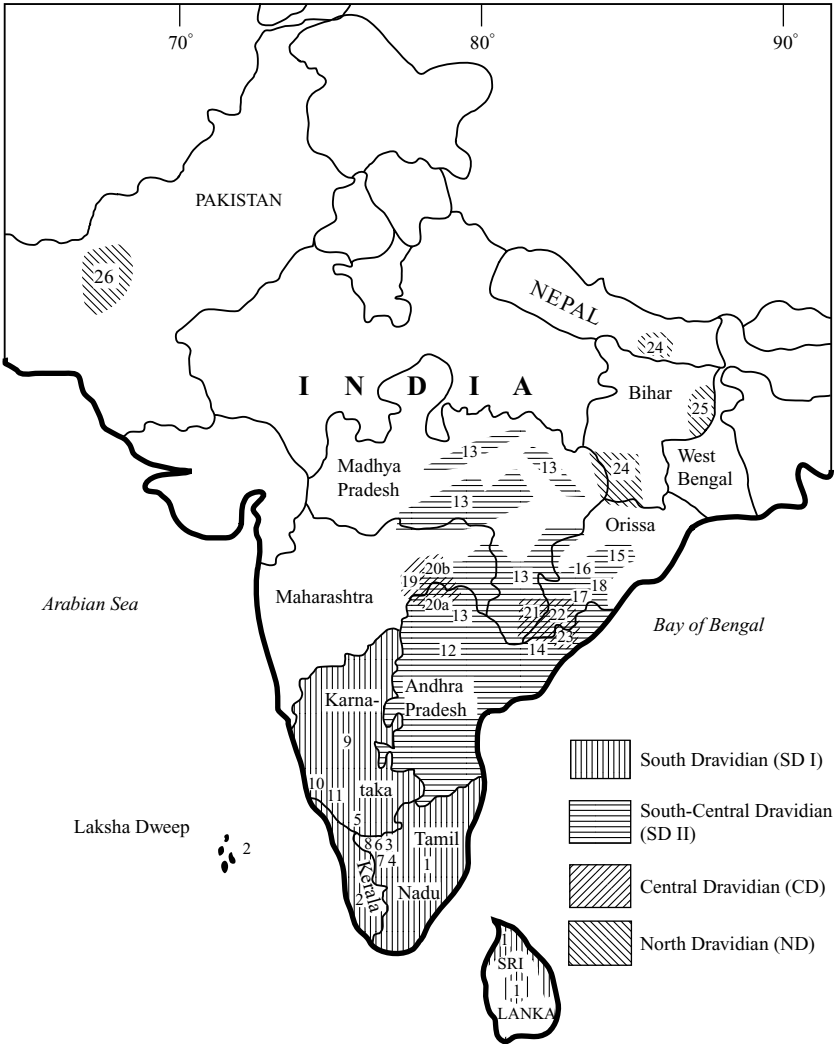 70°
80°
90°
PAKISTAN
26
NEPAL
24
I N D I A
Bihar
25
13
Madhya
Pradesh
13
24
West
Bengal
13
Orissa
15
20b
16
19
13
18
Maharashtra
17
20a
21
22
13
Arabian Sea
Bay of Bengal
23
12
14
Andhra
Pradesh
Karna-
9
South Dravidian (SD I)
10
11
taka
5
South-Central Dravidian
(SD II)
Laksha Dweep
2
8 6 3
Tamil
7 4
1
Kerala
2
Nadu
Central Dravidian (CD)
North Dravidian (ND)
1
SRI
1
LANKA